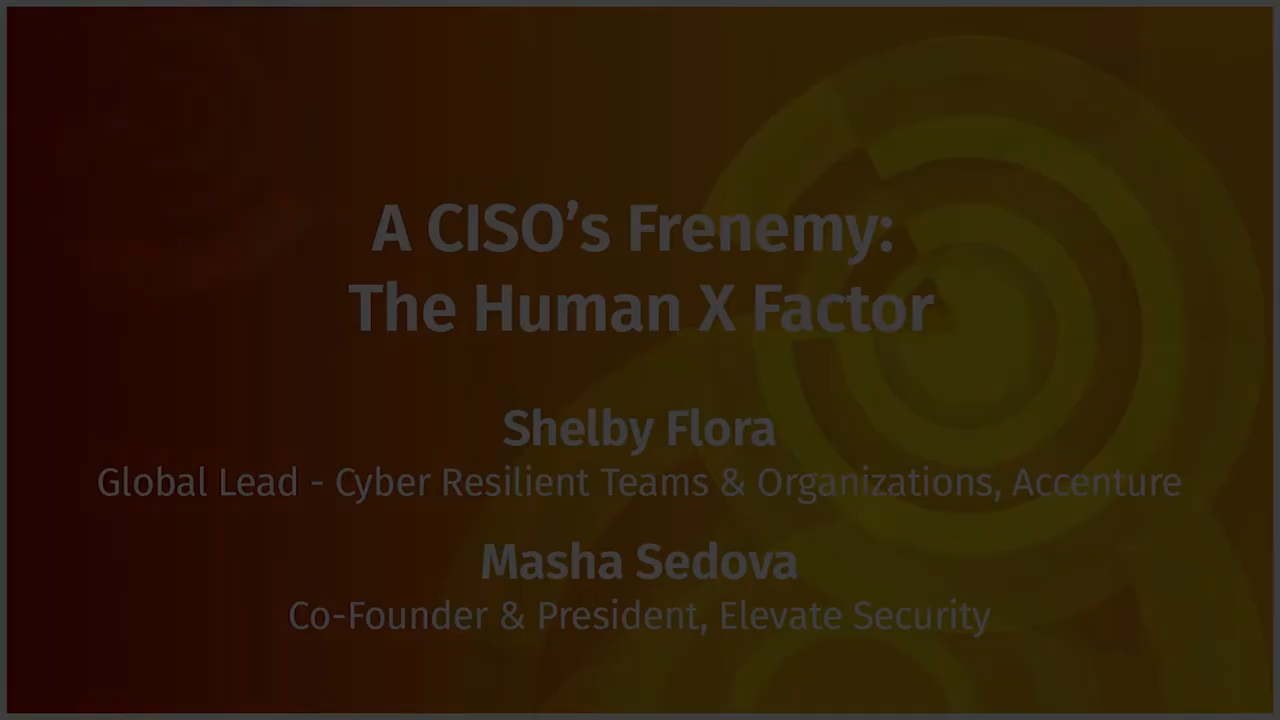 A CISO’s Frenemy:
The Human X Factor
Shelby Flora
Global Lead - Cyber Resilient Teams & Organizations, Accenture
Masha Sedova
Co-Founder & President, Elevate Security